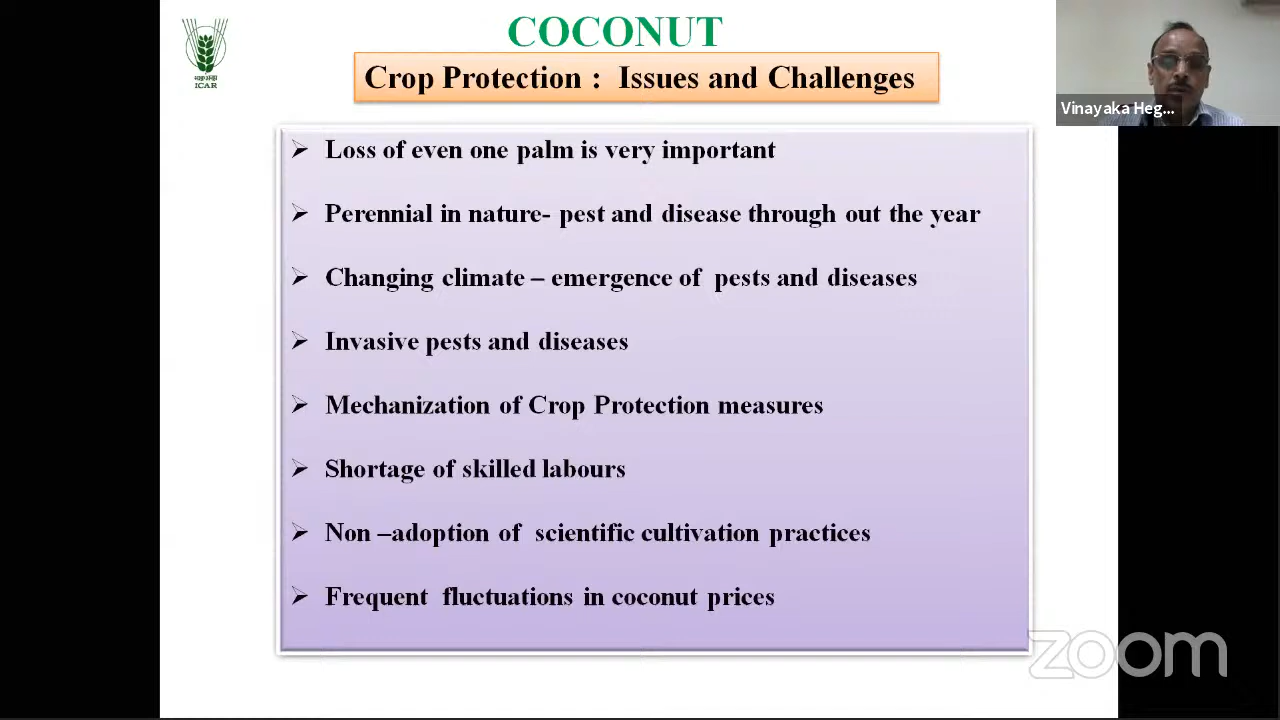 COCONUT
Crop Protection : Issues and Challenges
Vinayaka Heg...
ICAR
Loss of even one palm is very important
Perennial in nature- pest and disease through out the year
Changing climate – emergence of pests and diseases
Invasive pests and diseases
Mechanization of Crop Protection measures
Shortage of skilled labours
Non –adoption of scientific cultivation practices
Frequent fluctuations in coconut prices
zoom